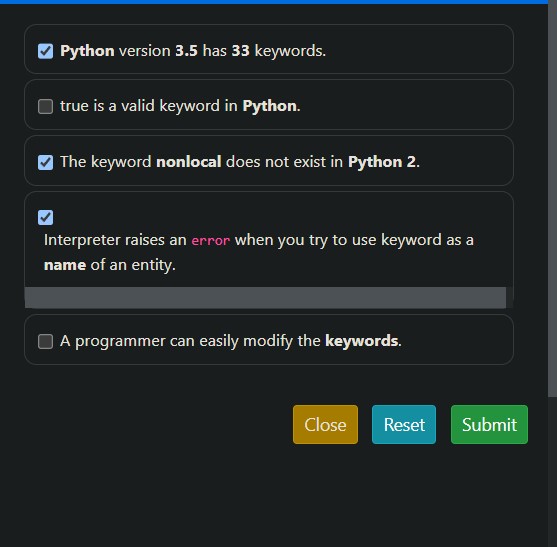 Python version 3.5 has 33 keywords.
true is a valid keyword in Python.
The keyword nonlocal does not exist in Python 2.
Interpreter raises an error when you try to use keyword as a
name of an entity.
A programmer can easily modify the keywords.
Close Reset Submit